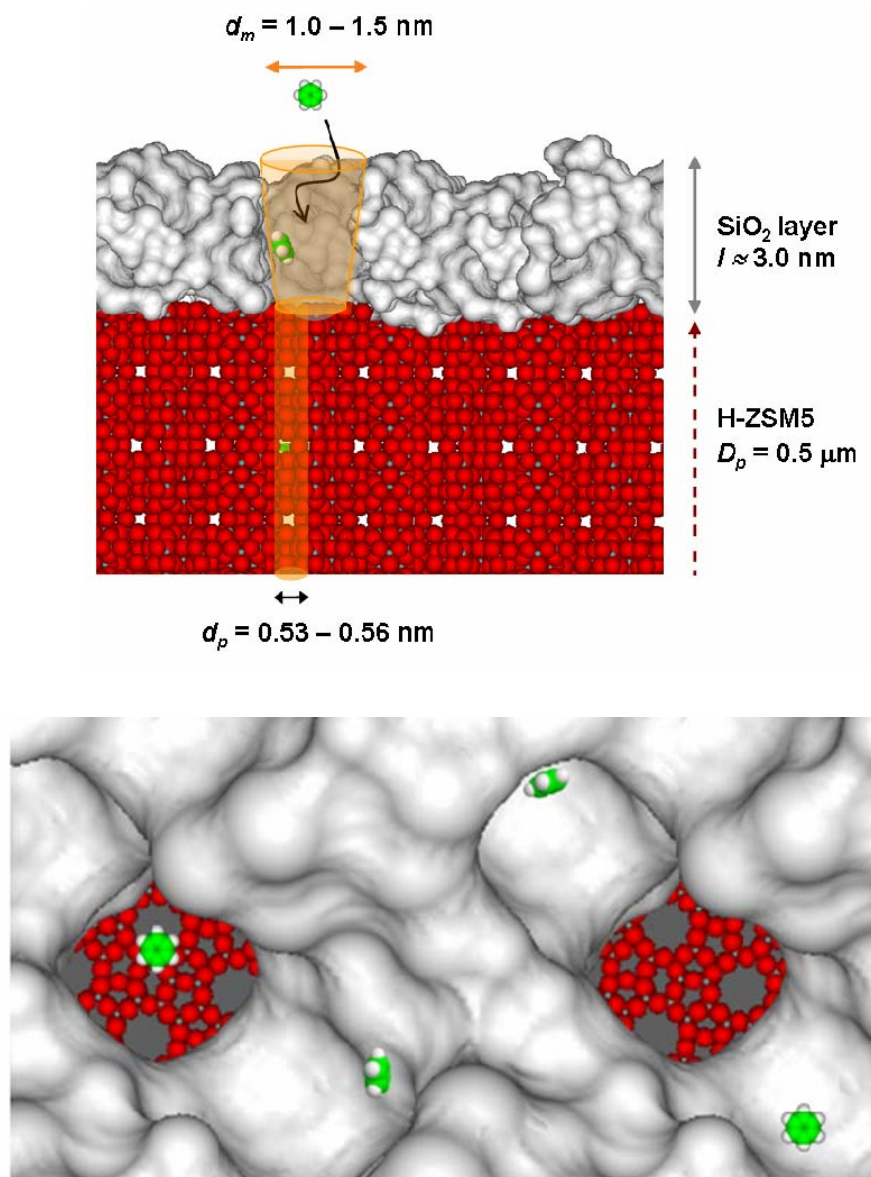 dₘ = 1.0 – 1.5 nm
SiO₂ layer
l ≈ 3.0 nm
H-ZSM5
Dₚ = 0.5 μm
dₚ = 0.53 – 0.56 nm